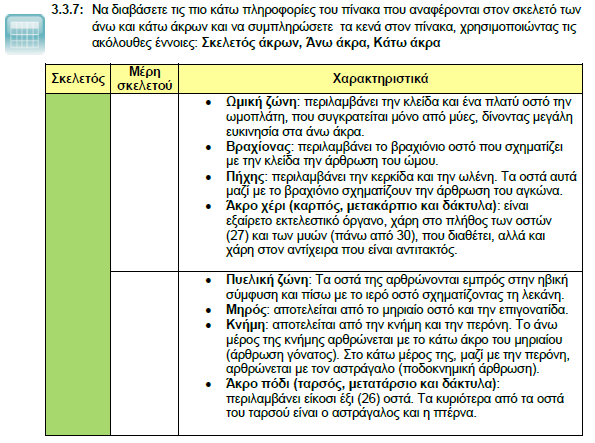 3.3.7: Να διαβάσετε τις πιο κάτω πληροφορίες του πίνακα που αναφέρονται στον σκελετό των
άνω και κάτω άκρων και να συμπληρώσετε τα κενά στον πίνακα, χρησιμοποιώντας τις
ακόλουθες έννοιες: Σκελετός άκρων, Άνω άκρα, Κάτω άκρα
Σκελετός
Μέρη
σκελετού
Χαρακτηριστικά
• Ωμική ζώνη: περιλαμβάνει την κλείδα και ένα πλατύ οστό την
ωμοπλάτη, που συγκρατείται μόνο από μύες, δίνοντας μεγάλη
ευκινησία στα άνω άκρα.
• Βραχίονας: περιλαμβάνει το βραχιόνιο οστό που σχηματίζει
με την κλείδα την άρθρωση του ώμου.
• Πήχης: περιλαμβάνει την κερκίδα και την ωλένη. Τα οστά αυτά
μαζί με το βραχιόνιο σχηματίζουν την άρθρωση του αγκώνα.
• Άκρο χέρι (καρπός, μετακάρπιο και δάκτυλα): είναι
εξαίρετο εκτελεστικό όργανο, χάρη στο πλήθος των οστών
(27) και των μυών (πάνω από 30), που διαθέτει, αλλά και
χάρη στον αντίχειρα που είναι αντιτακτός.
• Πυελική ζώνη: Τα οστά της αρθρώνονται εμπρός στην ηβική
σύμφυση και πίσω με το ιερό οστό σχηματίζοντας τη λεκάνη.
• Μηρός: αποτελείται από το μηριαίο οστό και την επιγονατίδα.
• Κνήμη: αποτελείται από την κνήμη και την περόνη. Το άνω
μέρος της κνήμης αρθρώνεται με το κάτω άκρο του μηριαίου
(άρθρωση γόνατος). Στο κάτω μέρος της, μαζί με την περόνη,
αρθρώνεται με τον αστράγαλο (ποδοκνημική άρθρωση).
• Άκρο πόδι (ταρσός, μετατάρσιο και δάκτυλα):
περιλαμβάνει είκοσι έξι (26) οστά. Τα κυριότερα από τα οστά
του ταρσού είναι ο αστράγαλος και η πτέρνα.